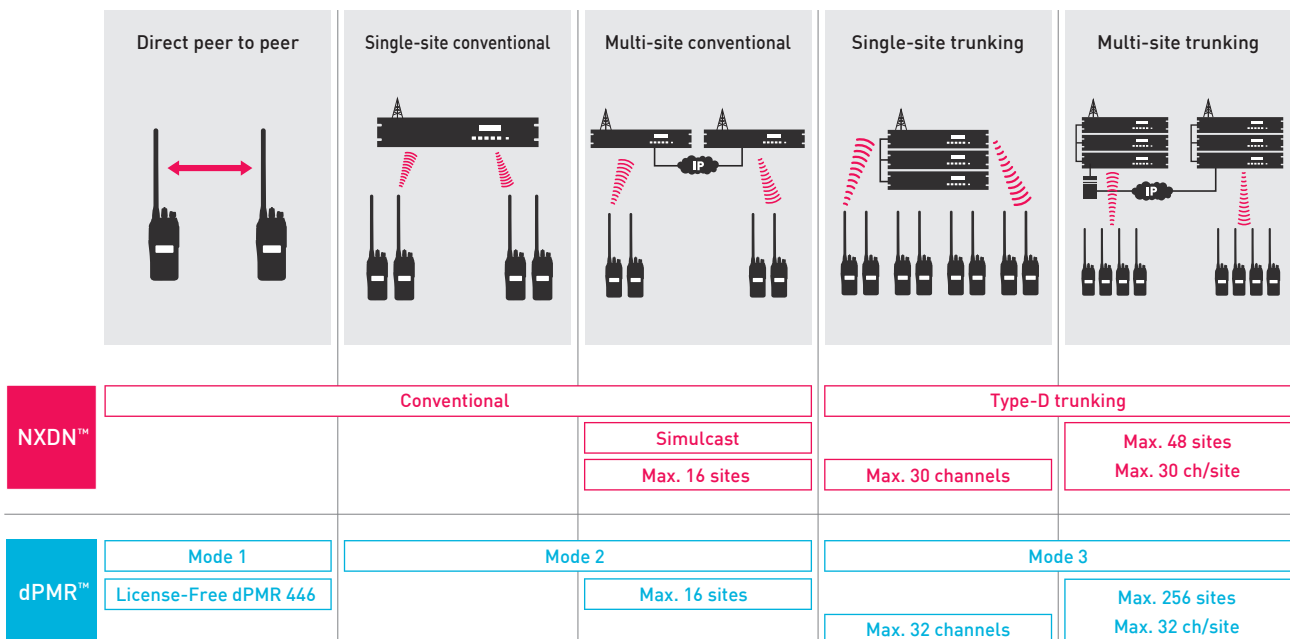 Direct peer to peer
Single-site conventional
Multi-site conventional
Single-site trunking
Multi-site trunking
IP
IP
NXDN™
Conventional
Type-D trunking
Simulcast
Max. 16 sites
Max. 30 channels
Max. 48 sites
Max. 30 ch/site
dPMR™
Mode 1
Mode 2
Mode 3
License-Free dPMR 446
Max. 16 sites
Max. 32 channels
Max. 256 sites
Max. 32 ch/site